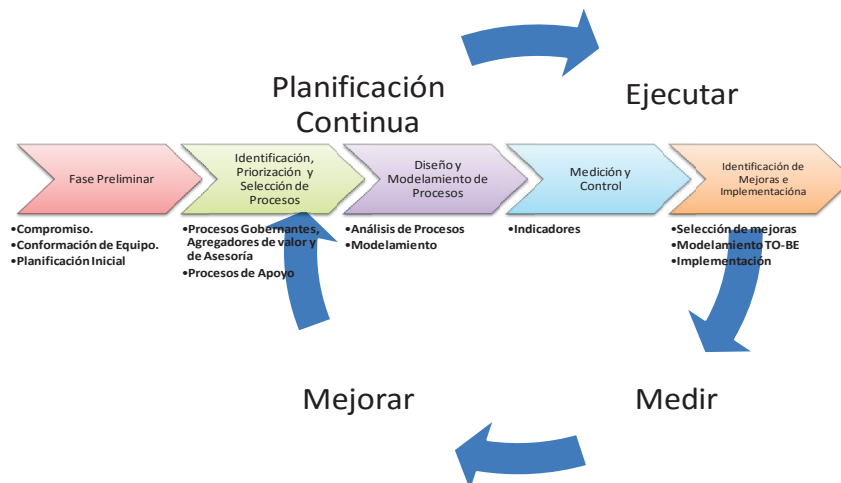 Planificación
Continua
Ejecutar
Fase Preliminar
Identificación,
Priorización y
Selección de
Procesos
Diseño y
Modelamiento de
Procesos
Medición y
Control
Identificación de
Mejoras e
Implementacióna
•Compromiso.
•Conformación de Equipo.
•Planificación Inicial
•Procesos Gobernantes,
Agregadores de valor y
de Asesoría
•Procesos de Apoyo
•Análisis de Procesos
•Modelamiento
•Indicadores
•Selección de mejoras
•Modelamiento TO-BE
•Implementación
Mejorar
Medir